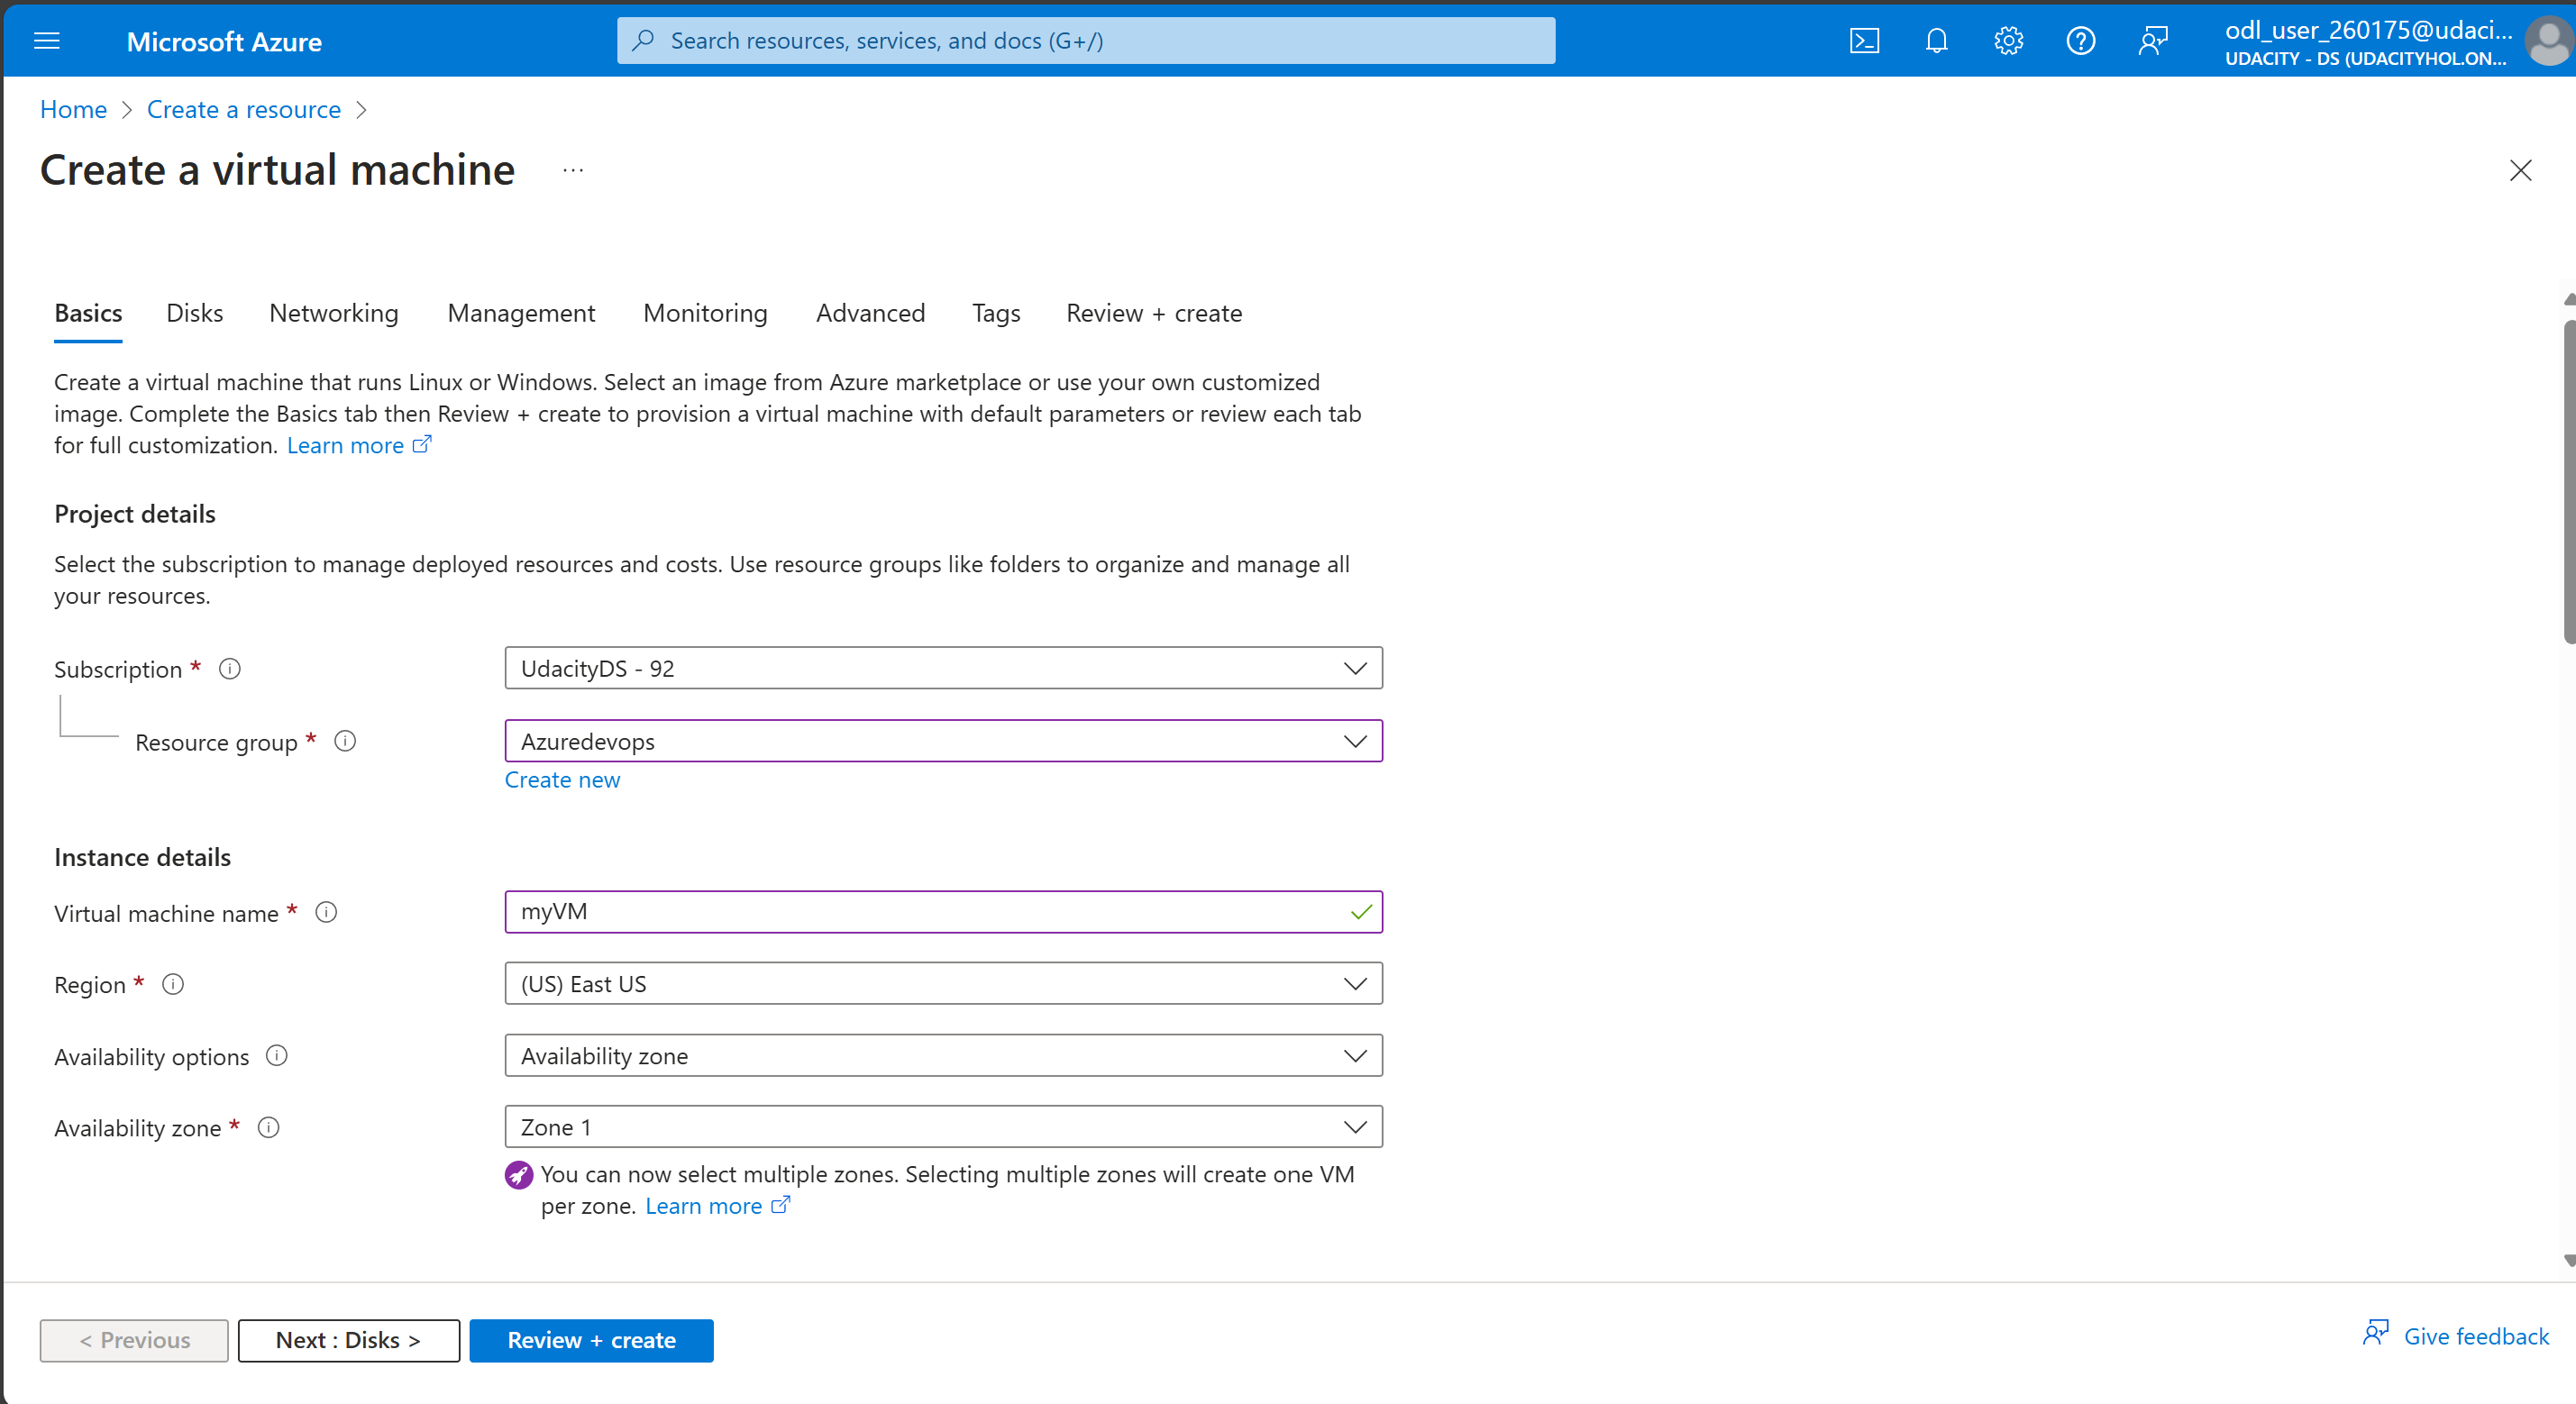 Microsoft Azure
Search resources, services, and docs (G+/)
odl_user_260175@udaci...
UDACITY - DS (UDACITYHOL.ON...
Home > Create a resource >
Create a virtual machine ...
Basics Disks Networking Management Monitoring Advanced Tags Review + create
Create a virtual machine that runs Linux or Windows. Select an image from Azure marketplace or use your own customized
image. Complete the Basics tab then Review + create to provision a virtual machine with default parameters or review each tab
for full customization. Learn more
Project details
Select the subscription to manage deployed resources and costs. Use resource groups like folders to organize and manage all
your resources.
Subscription * UdacityDS - 92
Resource group * Azuredevops
Create new
Instance details
Virtual machine name * myVM
Region * (US) East US
Availability options Availability zone
Availability zone * Zone 1
You can now select multiple zones. Selecting multiple zones will create one VM
per zone. Learn more
< Previous Next : Disks > Review + create Give feedback